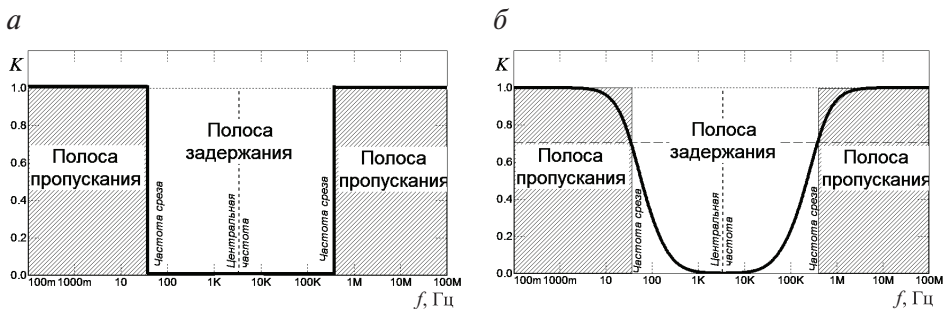 а
K
1.0
0.8
0.6
0.4
0.2
0.0
Полоса
пропускания
Полоса
задержания
Полоса
пропускания
Частота среза
Центральная
частота
Частота среза
100m
1000m
10
100
1K
10K
100K
1M
10M
100M
f, Гц
б
K
1.0
0.8
0.6
0.4
0.2
0.0
Полоса
пропускания
Полоса
задержания
Полоса
пропускания
Частота среза
Центральная
частота
Частота среза
100m
1000m
10
100
1K
10K
100K
1M
10M
100M
f, Гц